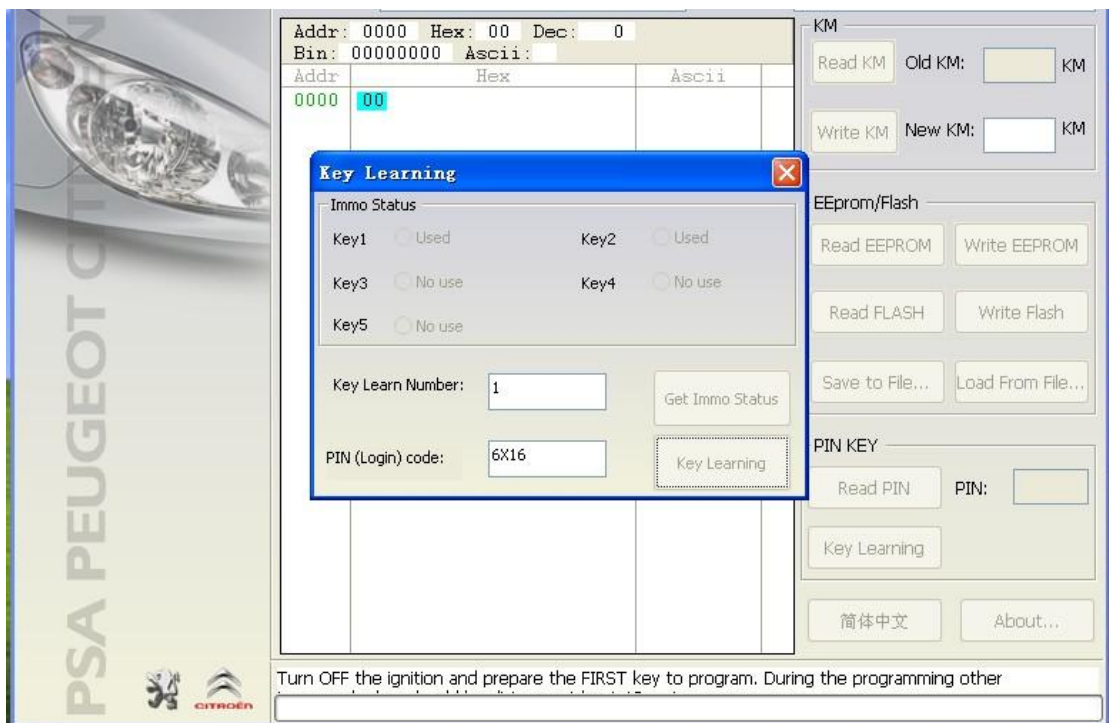 PSA PEUGEOT CITROËN
CITROËN
Addr: 0000 Hex: 00 Dec: 0
Bin: 00000000 Ascii:
Addr Hex Ascii
0000 00
Key Learning
Immo Status
Key1 Used Key2 Used
Key3 No use Key4 No use
Key5 No use
Key Learn Number: 1
Get Immo Status
PIN (Login) code: 6X16
Key Learning
KM
Read KM Old KM: KM
Write KM New KM: KM
EEprom/Flash
Read EEPROM Write EEPROM
Read FLASH Write Flash
Save to File... Load From File...
PIN KEY
Read PIN PIN:
Key Learning
简体中文 About...
Turn OFF the ignition and prepare the FIRST key to program. During the programming other